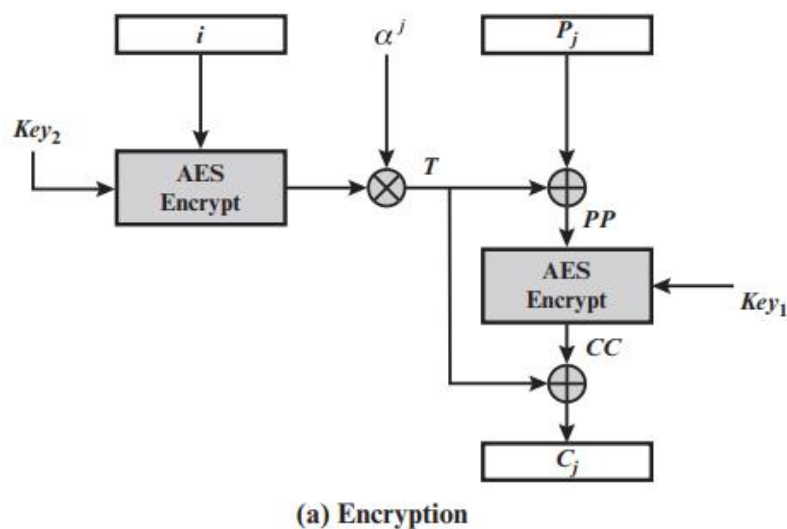 i
α^j
P_j
Key_2
AES
Encrypt
T
PP
AES
Encrypt
Key_1
CC
C_j
(a) Encryption